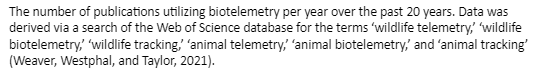 The number of publications utilizing biotelemetry per year over the past 20 years. Data was
derived via a search of the Web of Science database for the terms ‘wildlife telemetry,’ ‘wildlife
biotelemetry,’ ‘wildlife tracking,’ ‘animal telemetry,’ ‘animal biotelemetry,’ and ‘animal tracking’
(Weaver, Westphal, and Taylor, 2021).